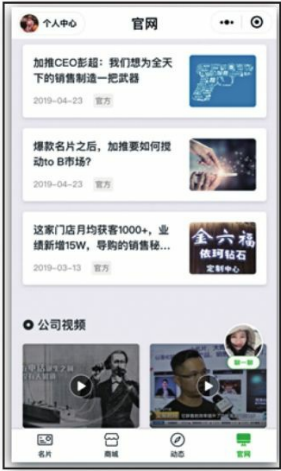 个人中心
官网
加推CEO彭超：我们想为全天
下的销售制造一把武器
2019-04-23 官方
爆款名片之后，加推要如何搅
动to B市场？
2019-04-23 官方
这家门店月均获客1000+，业
绩新增15W，导购的销售秘...
2019-03-13 官方
金六福
依珂钻石
定制中心
公司视频
聊一聊
名片
商城
动态
官网